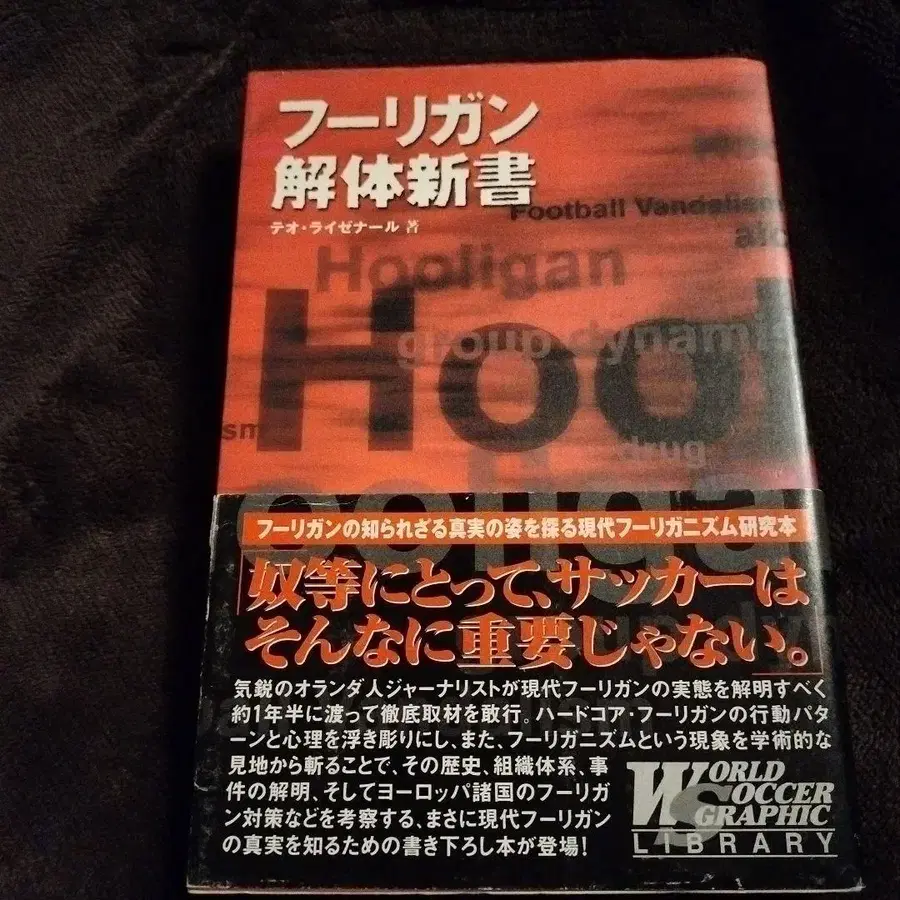 フーリガン
解体新書
テオ・ライゼナール 著
Football Vandalism
Hooligan
Hool
group dynamic
sm
drug
フーリガンの知られざる真実の姿を探る現代フーリガニズム研究本
「奴等にとって、サッカーは
そんなに重要じゃない。」
気鋭のオランダ人ジャーナリストが現代フーリガンの実態を解明すべく
約1年半に渡って徹底取材を敢行。ハードコア・フーリガンの行動パタ
ーンと心理を浮き彫りにし、また、フーリガニズムという現象を学術的な
見地から斬ることで、その歴史、組織体系、事
件の解明、そしてヨーロッパ諸国のフーリガ
ン対策などを考察する、まさに現代フーリガン
の真実を知るための書き下ろし本が登場!
WORLD
SOCCER
GRAPHIC
LIBRARY